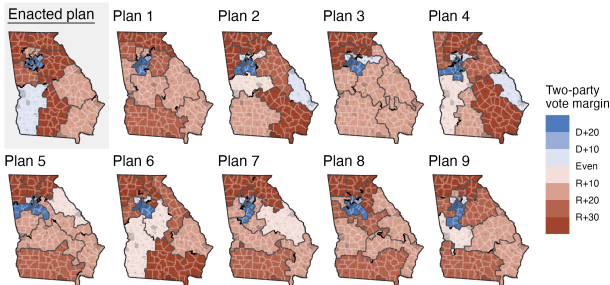 Enacted plan
Plan 1
Plan 2
Plan 3
Plan 4
Two-party
vote margin
D+20
D+10
Even
R+10
R+20
R+30
Plan 5
Plan 6
Plan 7
Plan 8
Plan 9